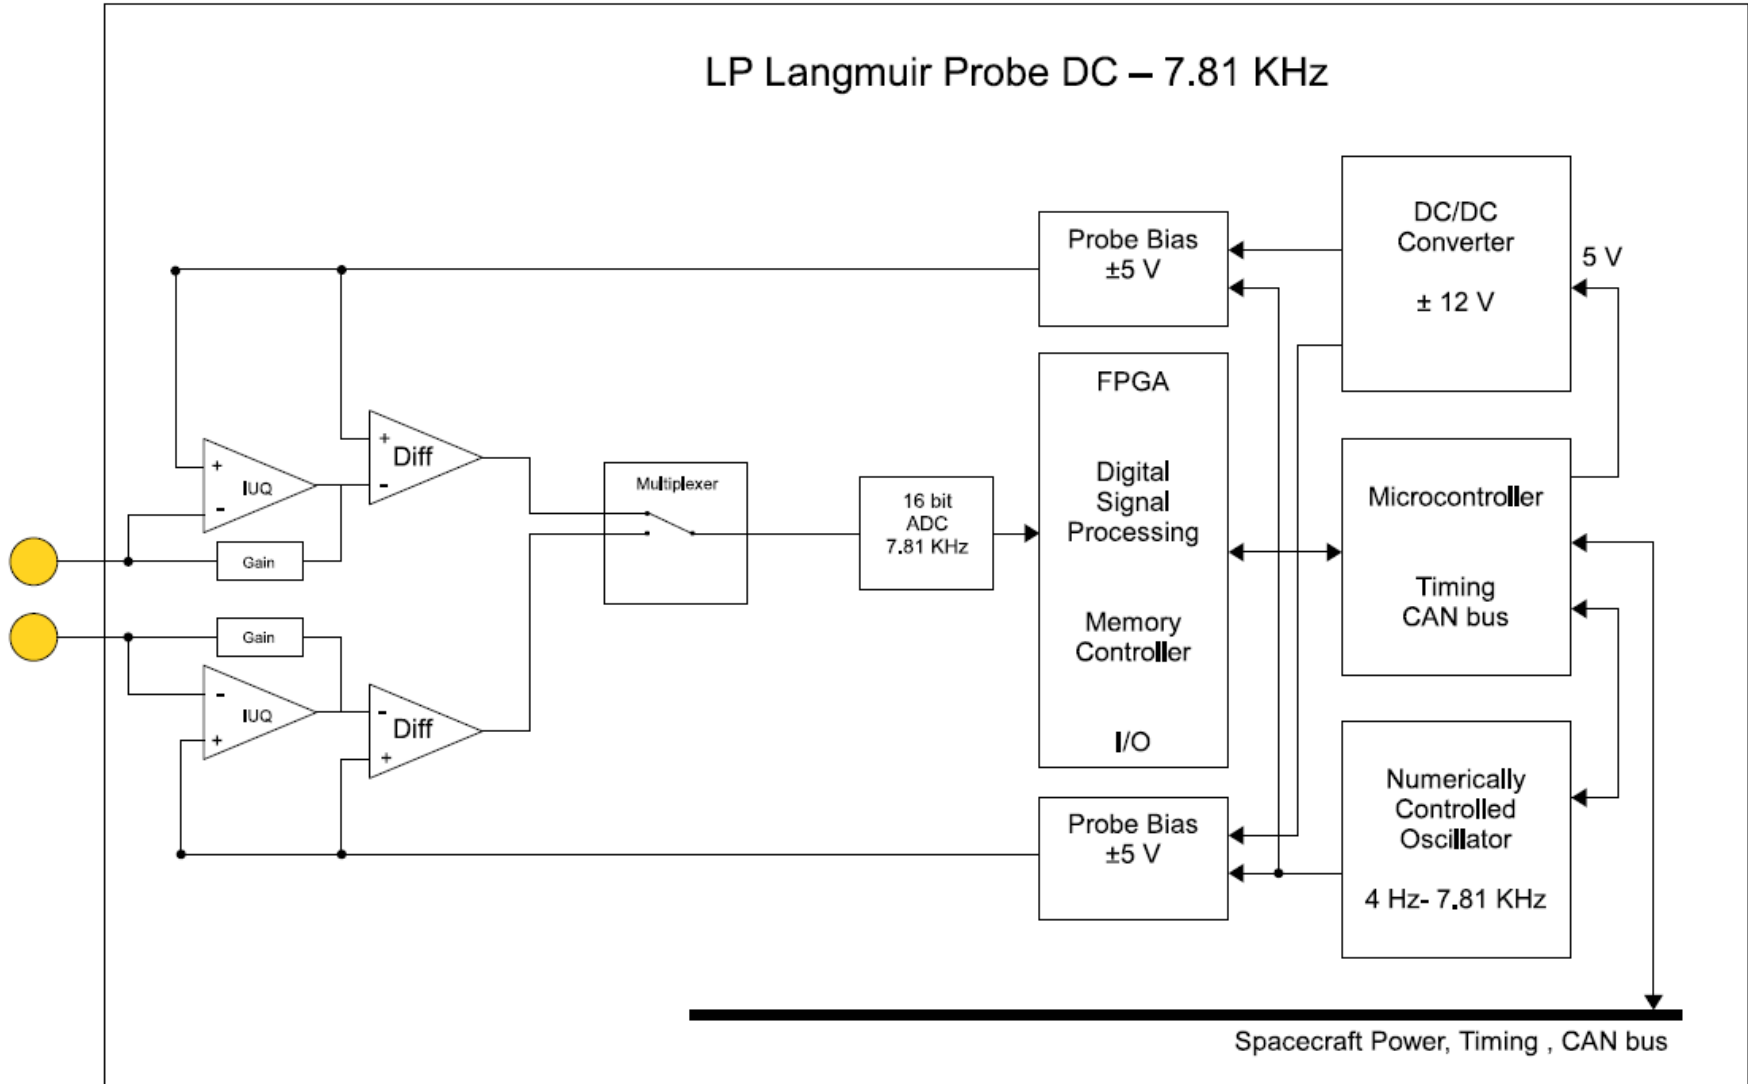 LP Langmuir Probe DC – 7.81 KHz
Probe Bias
±5 V
DC/DC
Converter
± 12 V
5 V
+
IUQ
-
+
Diff
-
Gain
Gain
-
IUQ
+
-
Diff
+
Multiplexer
16 bit
ADC
7.81 KHz
FPGA
Digital
Signal
Processing
Memory
Controller
I/O
Microcontroller
Timing
CAN bus
Probe Bias
±5 V
Numerically
Controlled
Oscillator
4 Hz- 7.81 KHz
Spacecraft Power, Timing , CAN bus